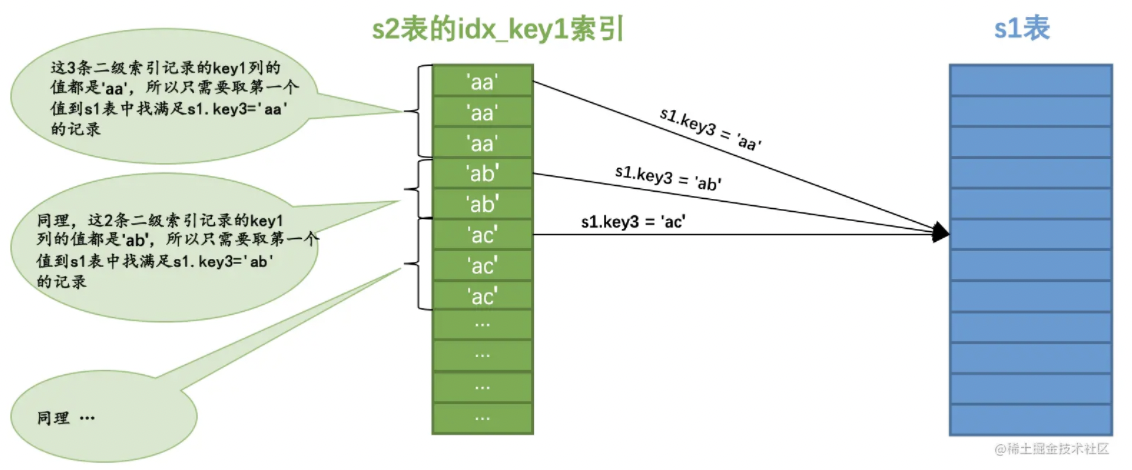 s2表的idx_key1索引
s1表
这3条二级索引记录的key1列的
值都是'aa'，所以只需要取第一个
值到s1表中找满足s1.key3='aa'
的记录
同理，这2条二级索引记录的key1
列的值都是'ab'，所以只需要取第一个
值到s1表中找满足s1.key3='ab'
的记录
同理 …
'aa'
'aa'
'aa'
'ab'
'ab'
'ac'
'ac'
'ac'
…
…
…
…
s1.key3 = 'aa'
s1.key3 = 'ab'
s1.key3 = 'ac'
@稀土掘金技术社区